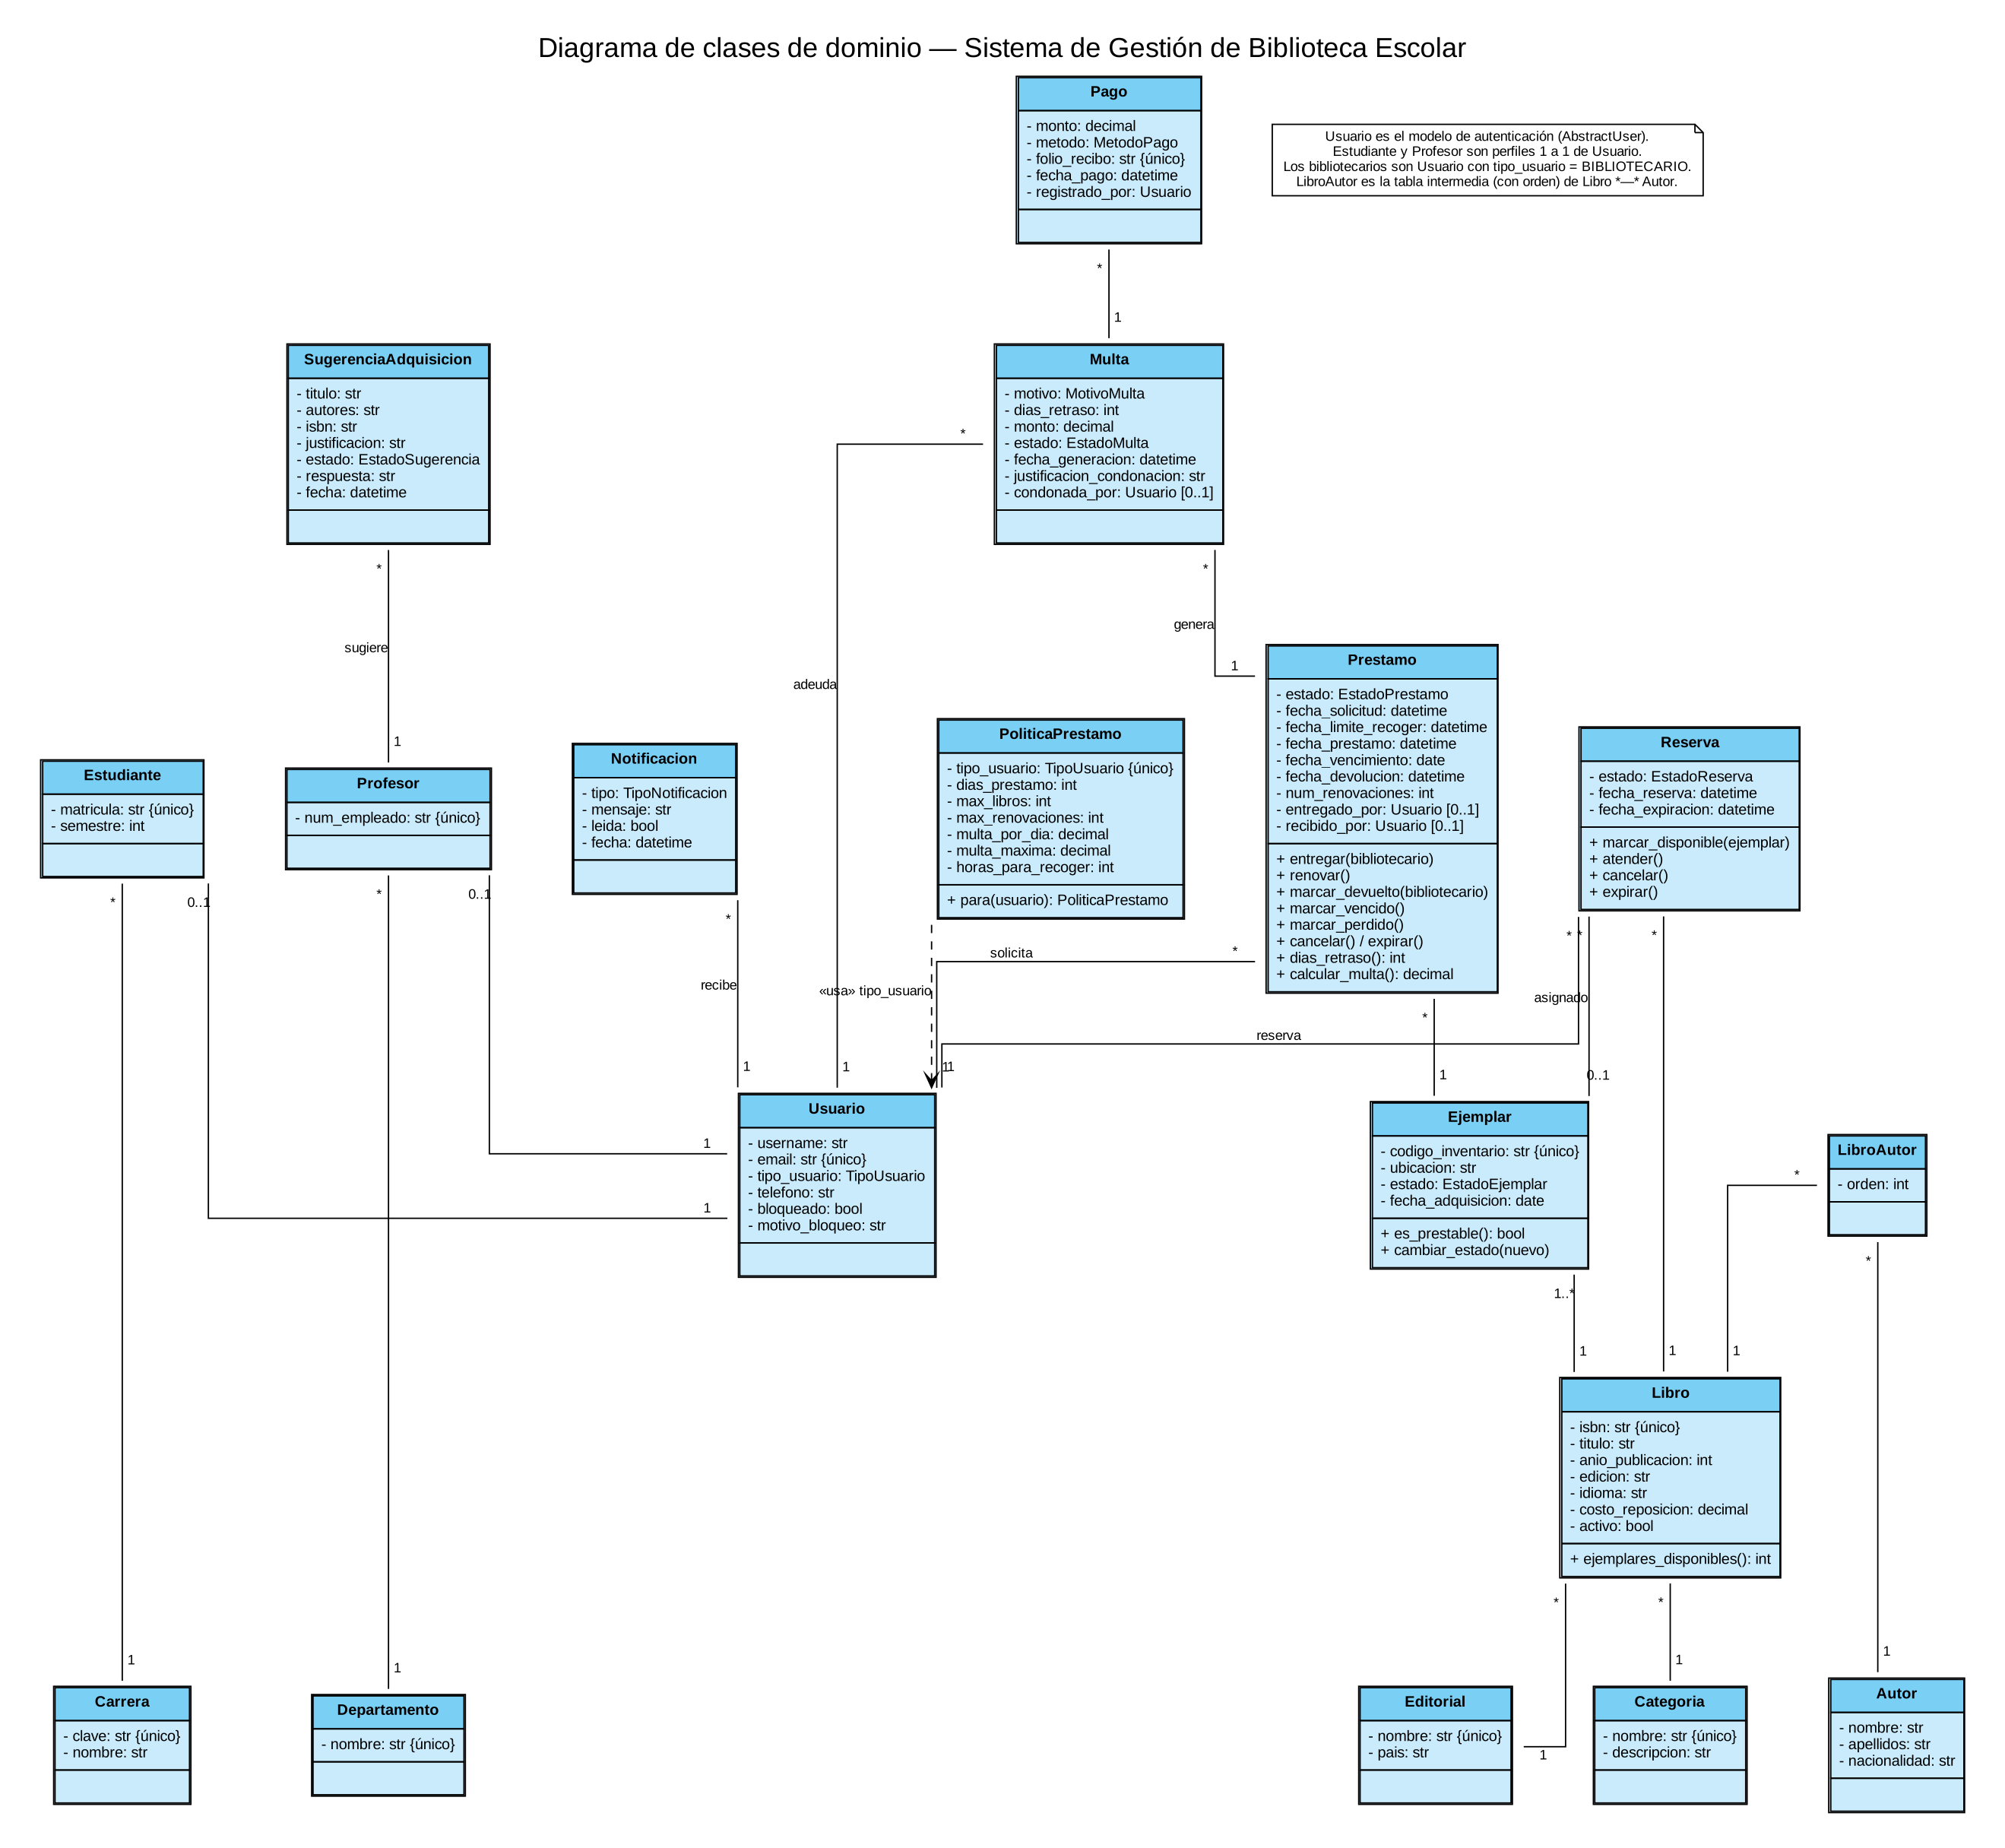 Diagrama de clases de dominio — Sistema de Gestión de Biblioteca Escolar
Pago
- monto: decimal
- metodo: MetodoPago
- folio_recibo: str {único}
- fecha_pago: datetime
- registrado_por: Usuario
Usuario es el modelo de autenticación (AbstractUser).
Estudiante y Profesor son perfiles 1 a 1 de Usuario.
Los bibliotecarios son Usuario con tipo_usuario = BIBLIOTECARIO.
LibroAutor es la tabla intermedia (con orden) de Libro *—* Autor.
*
1
SugerenciaAdquisicion
- titulo: str
- autores: str
- isbn: str
- justificacion: str
- estado: EstadoSugerencia
- respuesta: str
- fecha: datetime
Multa
- motivo: MotivoMulta
- dias_retraso: int
- monto: decimal
- estado: EstadoMulta
- fecha_generacion: datetime
- justificacion_condonacion: str
- condonada_por: Usuario [0..1]
*
*
sugiere
1
*
genera
1
adeuda
1
Estudiante
- matricula: str {único}
- semestre: int
Profesor
- num_empleado: str {único}
Notificacion
- tipo: TipoNotificacion
- mensaje: str
- leida: bool
- fecha: datetime
PoliticaPrestamo
- tipo_usuario: TipoUsuario {único}
- dias_prestamo: int
- max_libros: int
- max_renovaciones: int
- multa_por_dia: decimal
- multa_maxima: decimal
- horas_para_recoger: int
+ para(usuario): PoliticaPrestamo
Prestamo
- estado: EstadoPrestamo
- fecha_solicitud: datetime
- fecha_limite_recoger: datetime
- fecha_prestamo: datetime
- fecha_vencimiento: date
- fecha_devolucion: datetime
- num_renovaciones: int
- entregado_por: Usuario [0..1]
- recibido_por: Usuario [0..1]
+ entregar(bibliotecario)
+ renovar()
+ marcar_devuelto(bibliotecario)
+ marcar_vencido()
+ marcar_perdido()
+ cancelar() / expirar()
+ dias_retraso(): int
+ calcular_multa(): decimal
Reserva
- estado: EstadoReserva
- fecha_reserva: datetime
- fecha_expiracion: datetime
+ marcar_disponible(ejemplar)
+ atender()
+ cancelar()
+ expirar()
*
0..1
*
0..1
*
recibe
1
«usa» tipo_usuario
solicita
*
1
reserva
*
1
*
asignado
0..1
*
*
1
1
1
Usuario
- username: str
- email: str {único}
- tipo_usuario: TipoUsuario
- telefono: str
- bloqueado: bool
- motivo_bloqueo: str
Ejemplar
- codigo_inventario: str {único}
- ubicacion: str
- estado: EstadoEjemplar
- fecha_adquisicion: date
+ es_prestable(): bool
+ cambiar_estado(nuevo)
LibroAutor
- orden: int
*
*
1..*
1
1
1
Libro
- isbn: str {único}
- titulo: str
- anio_publicacion: int
- edicion: str
- idioma: str
- costo_reposicion: decimal
- activo: bool
+ ejemplares_disponibles(): int
*
*
1
1
1
1
1
Carrera
- clave: str {único}
- nombre: str
Departamento
- nombre: str {único}
Editorial
- nombre: str {único}
- pais: str
Categoria
- nombre: str {único}
- descripcion: str
Autor
- nombre: str
- apellidos: str
- nacionalidad: str